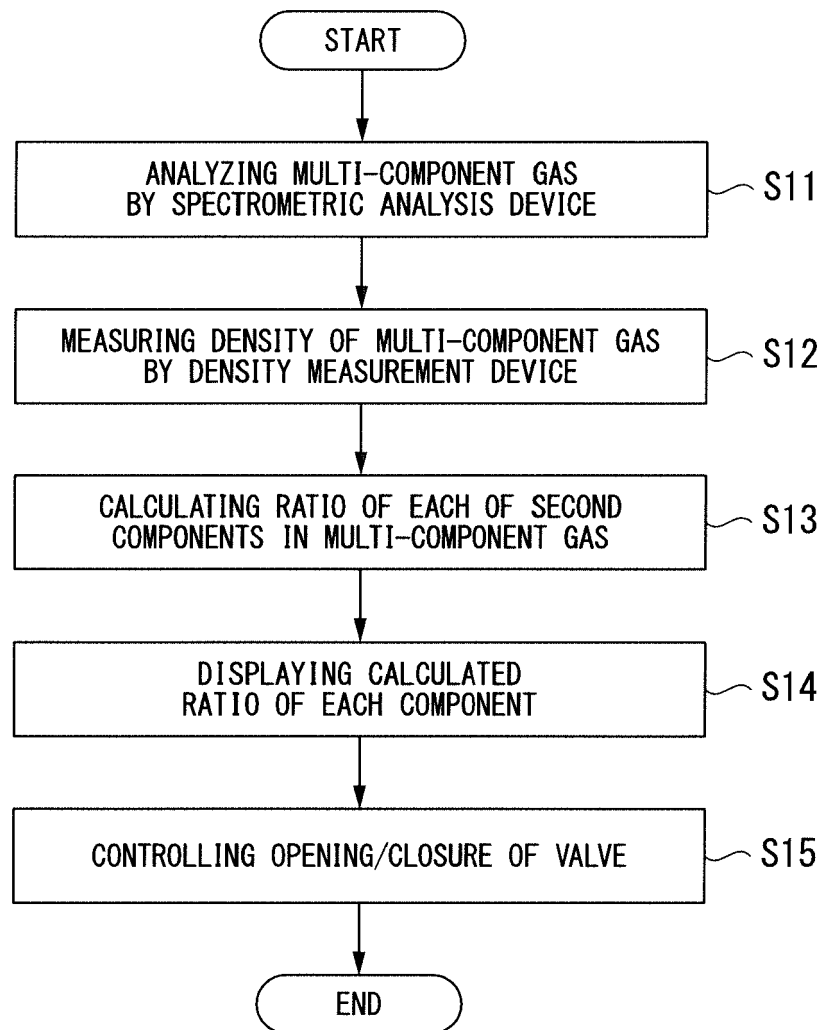 START
ANALYZING MULTI-COMPONENT GAS
BY SPECTROMETRIC ANALYSIS DEVICE
S11
MEASURING DENSITY OF MULTI-COMPONENT GAS
BY DENSITY MEASUREMENT DEVICE
S12
CALCULATING RATIO OF EACH OF SECOND
COMPONENTS IN MULTI-COMPONENT GAS
S13
DISPLAYING CALCULATED
RATIO OF EACH COMPONENT
S14
CONTROLLING OPENING/CLOSURE OF VALVE
S15
END